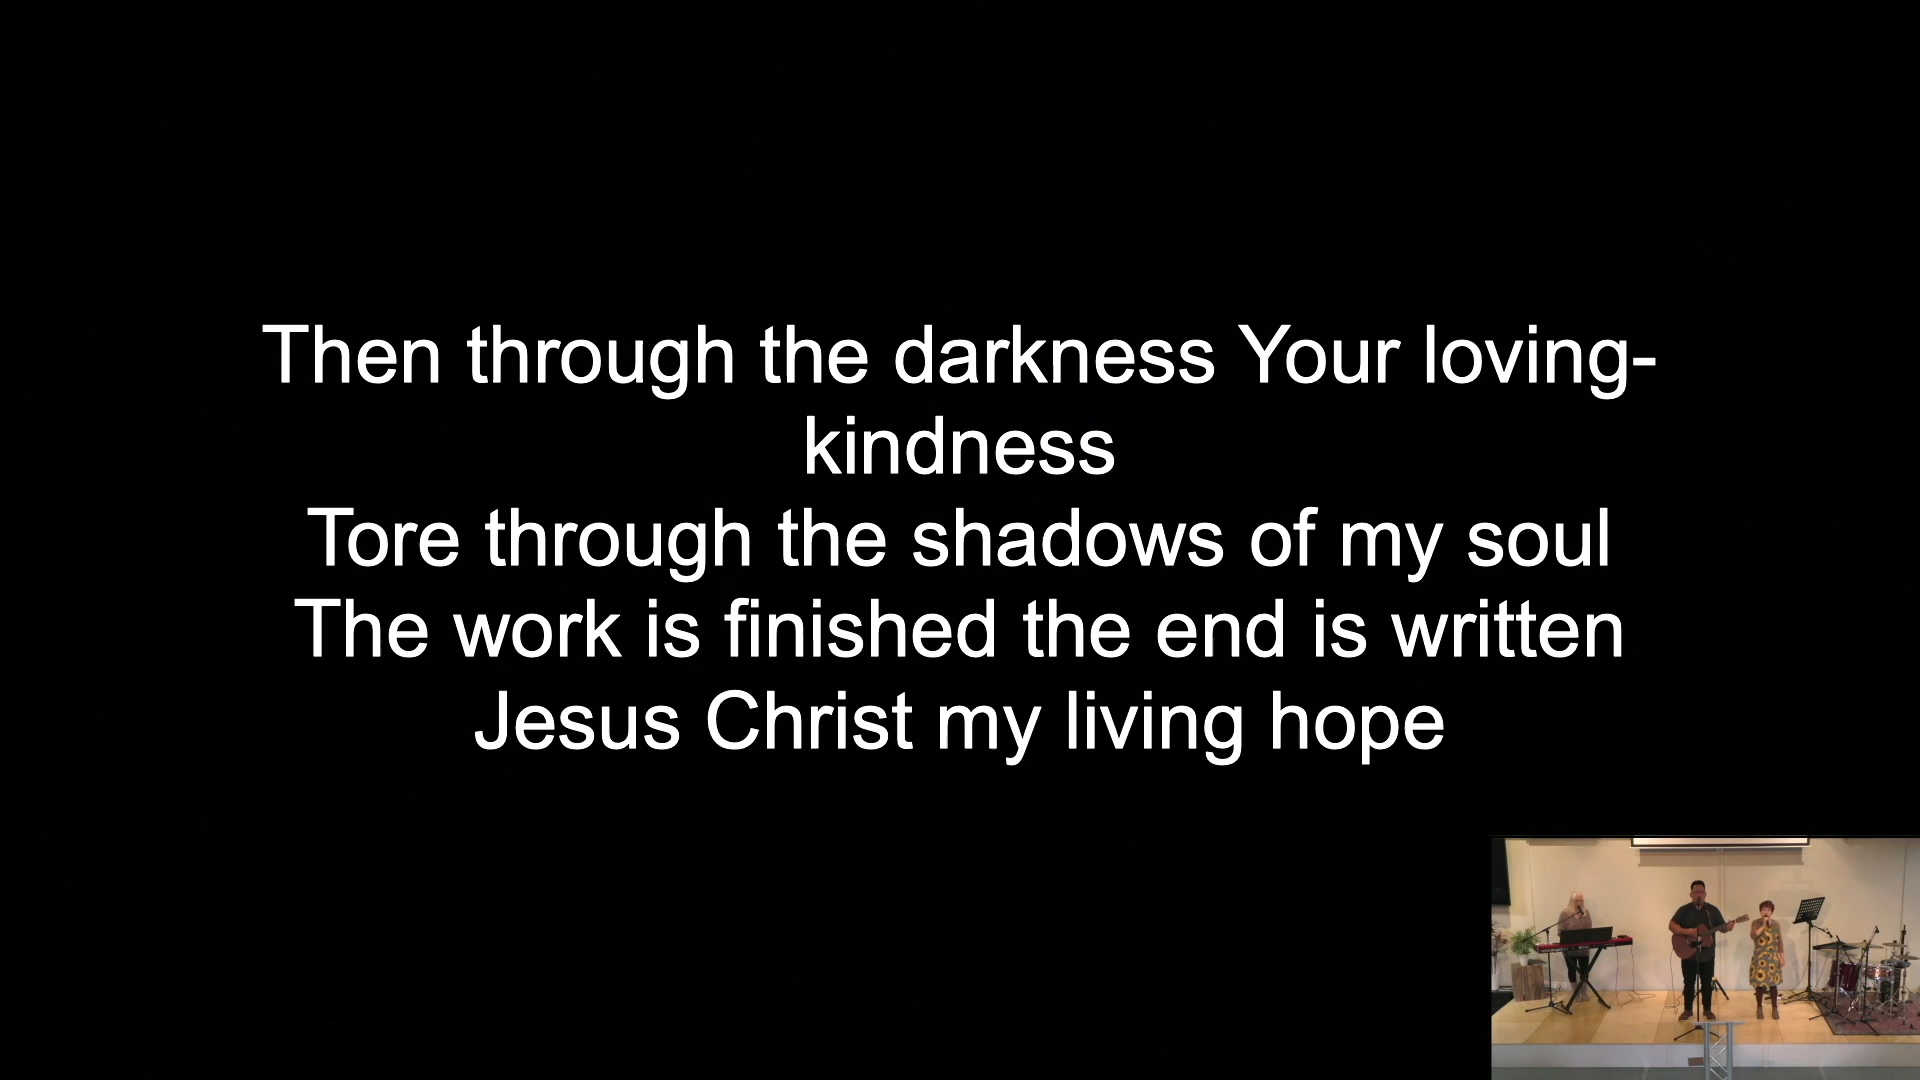 Then through the darkness Your loving-
kindness
Tore through the shadows of my soul
The work is finished the end is written
Jesus Christ my living hope